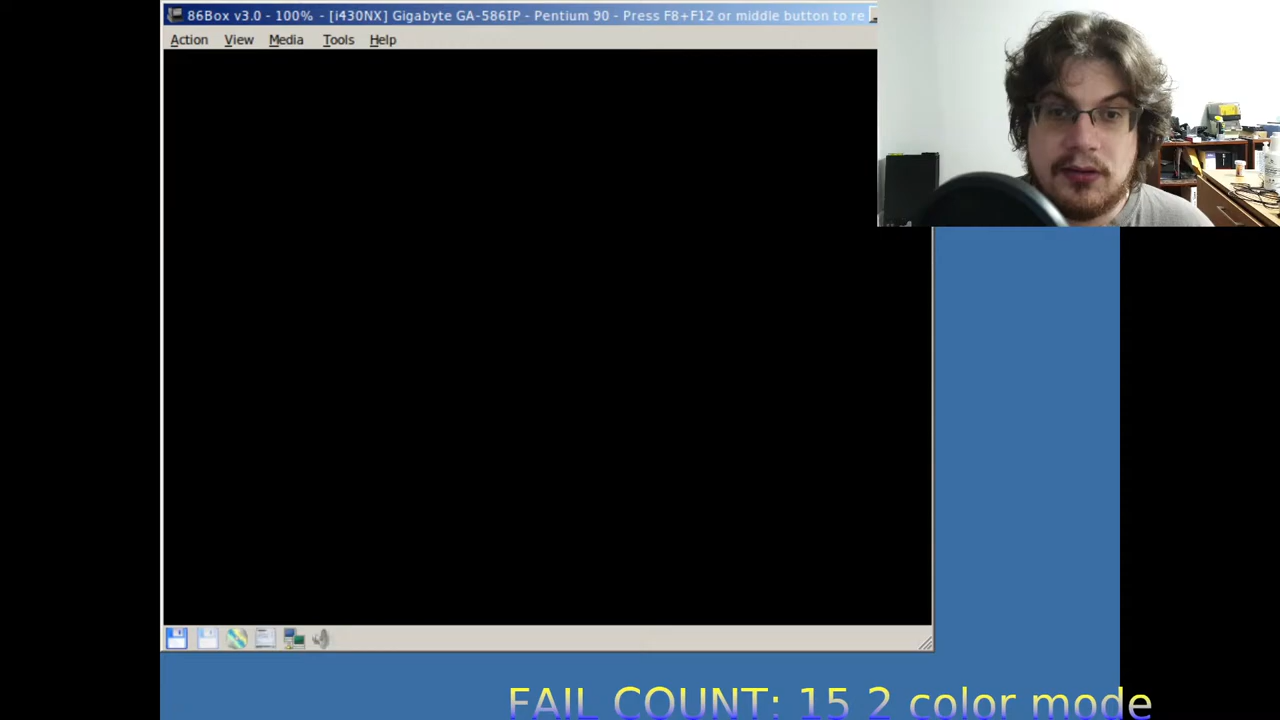 86Box v3.0 - 100% - [i430NX] Gigabyte GA-586IP - Pentium 90 - Press F8+F12 or middle button to re
Action View Media Tools Help
FAIL COUNT: 15 2 color mode